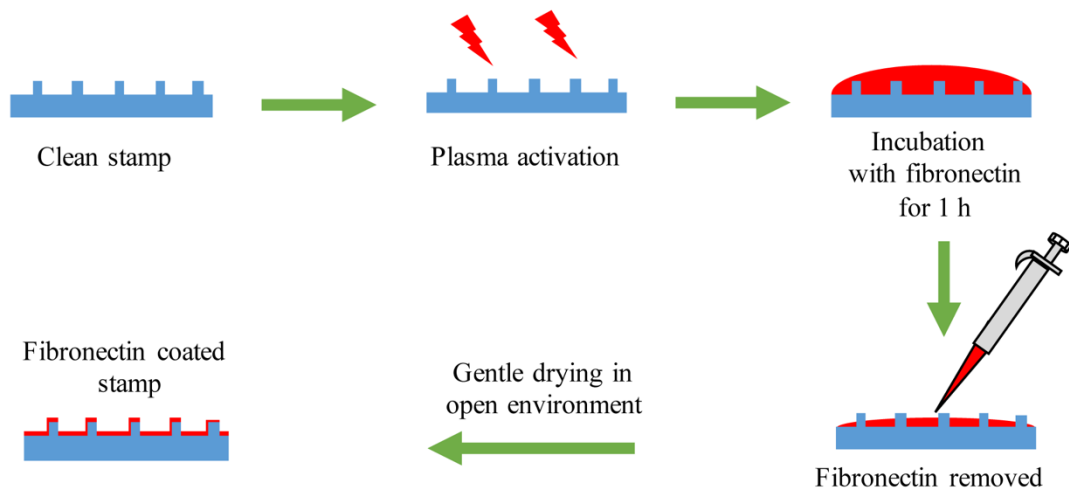 Clean stamp
Plasma activation
Incubation
with fibronectin
for 1 h
Fibronectin removed
Gentle drying in
open environment
Fibronectin coated
stamp